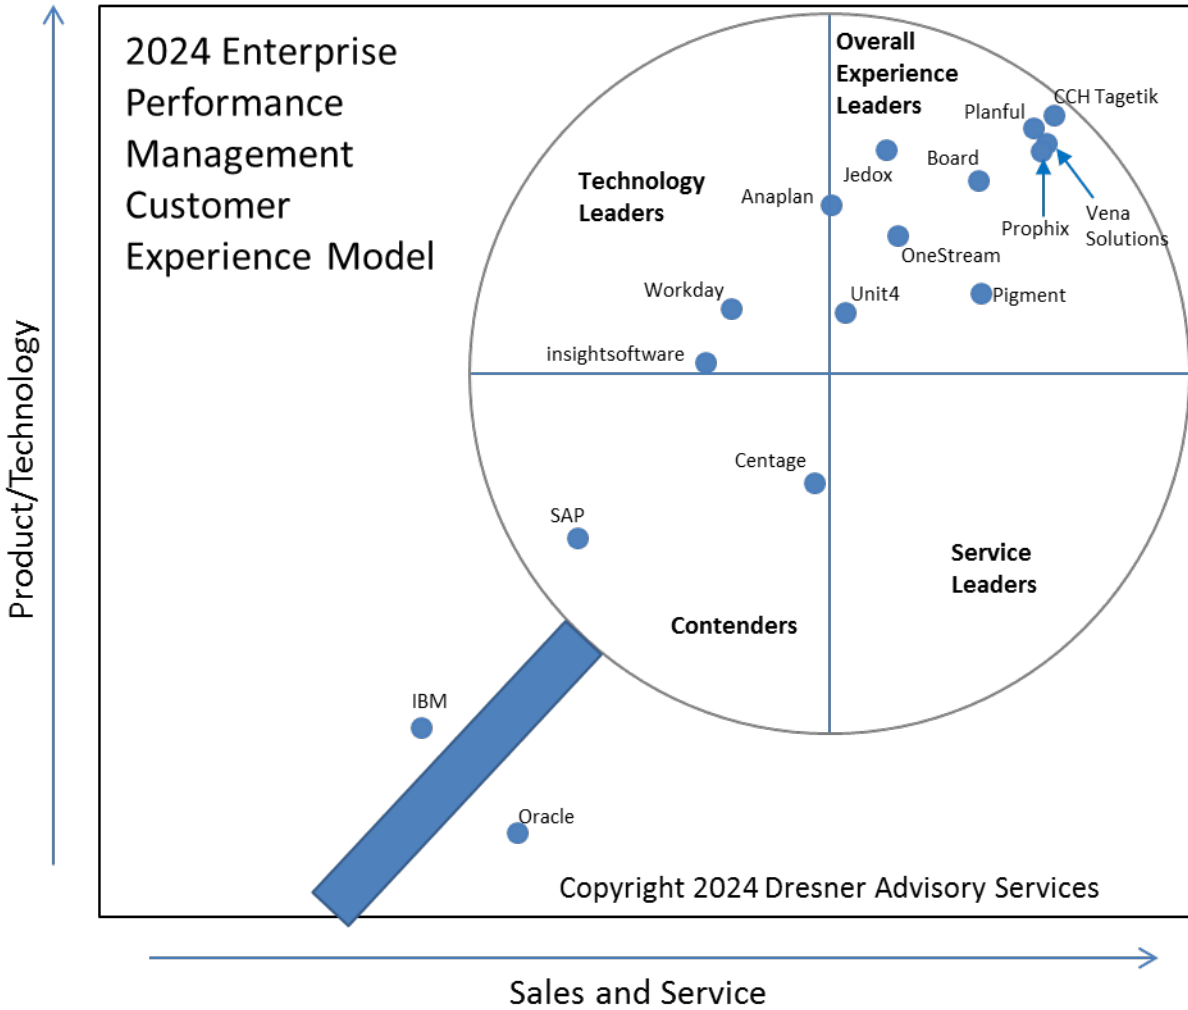 2024 Enterprise
Performance
Management
Customer
Experience Model
Overall
Experience
Leaders
CCH Tagetik
Planful
Board
Jedox
Technology
Leaders
Anaplan
Vena
Solutions
Prophix
OneStream
Workday
Unit4
Pigment
insightsoftware
Centage
SAP
Service
Leaders
Contenders
IBM
Oracle
Copyright 2024 Dresner Advisory Services
Product/Technology
Sales and Service